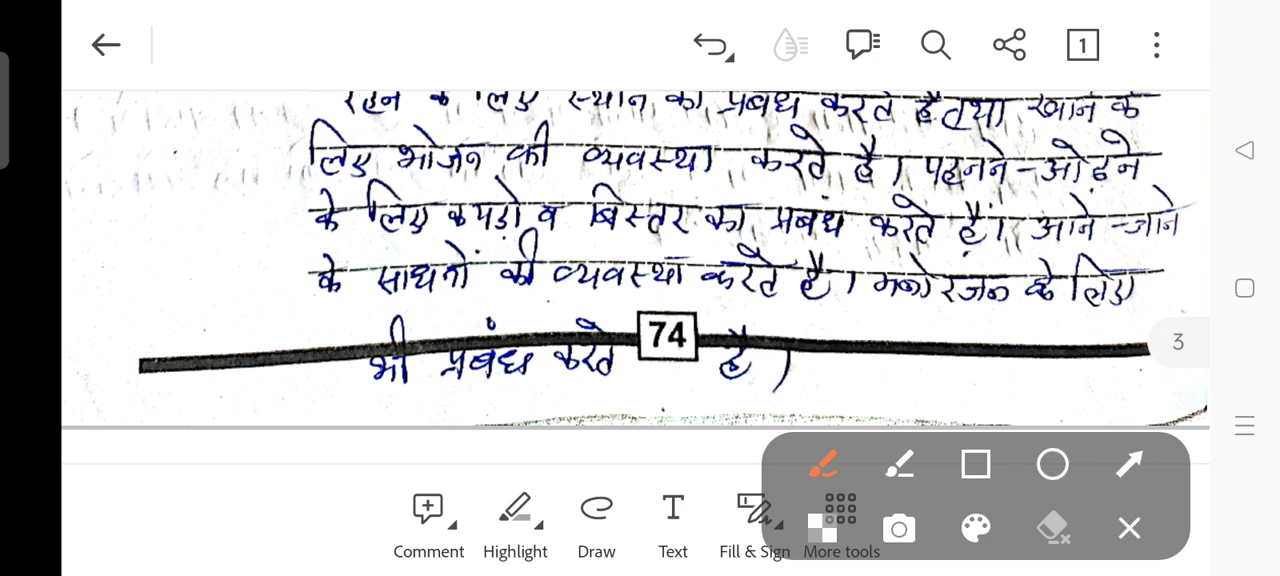 रहने के लिए स्थान का प्रबंध करते है तथा खाने के
लिए भोजन की व्यवस्था करते है। पहनने-ओढ़ने
के लिए कपड़ो व बिस्तर का प्रबंध करते हैं। आने-जाने
के साधनों की व्यवस्था करते है। मनोरंजन के लिए
74
भी प्रबंध करते है।
3
Comment Highlight Draw Text Fill & Sign More tools
1